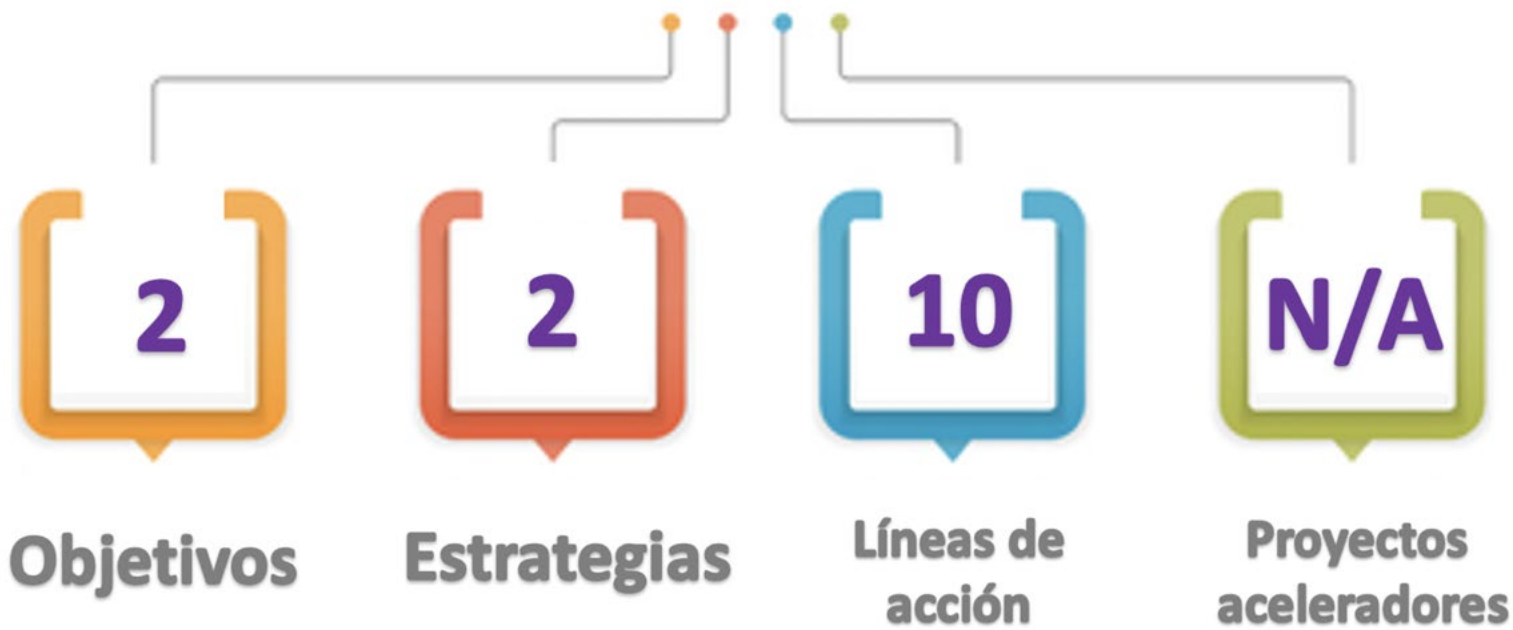 2
2
10
N/A
Objetivos
Estrategias
Líneas de
acción
Proyectos
aceleradores